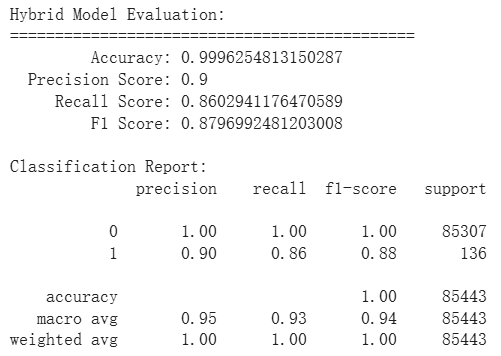 Hybrid Model Evaluation:
=============================================
Accuracy: 0.9996254813150287
Precision Score: 0.9
Recall Score: 0.8602941176470589
F1 Score: 0.8796992481203008
Classification Report:
precision recall f1-score support
0 1.00 1.00 1.00 85307
1 0.90 0.86 0.88 136
accuracy 1.00 85443
macro avg 0.95 0.93 0.94 85443
weighted avg 1.00 1.00 1.00 85443